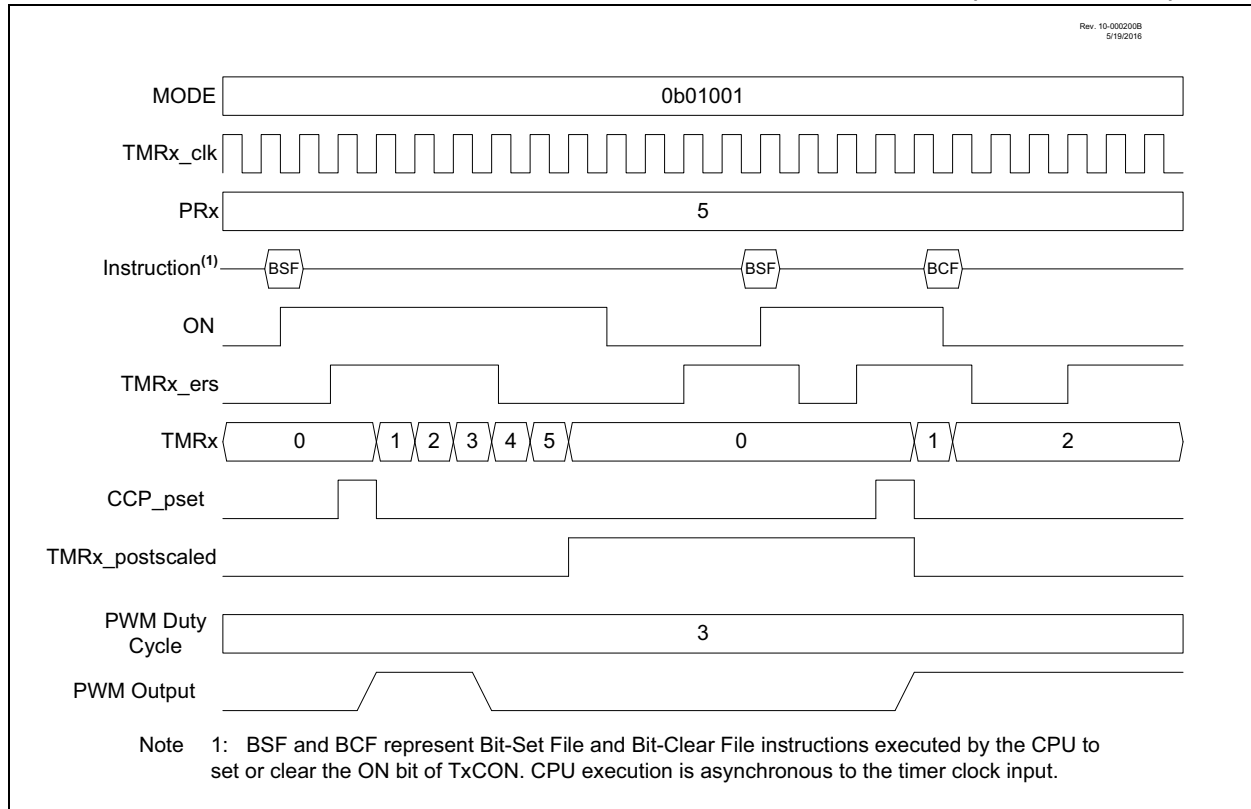 Rev. 10-000200B
5/19/2016
MODE 0b01001
TMRx_clk
PRx 5
Instruction(1) BSF BSF BCF
ON
TMRx_ers
TMRx 0 1 2 3 4 5 0 1 2
CCP_pset
TMRx_postscaled
PWM Duty
Cycle 3
PWM Output
Note 1: BSF and BCF represent Bit-Set File and Bit-Clear File instructions executed by the CPU to
set or clear the ON bit of TxCON. CPU execution is asynchronous to the timer clock input.